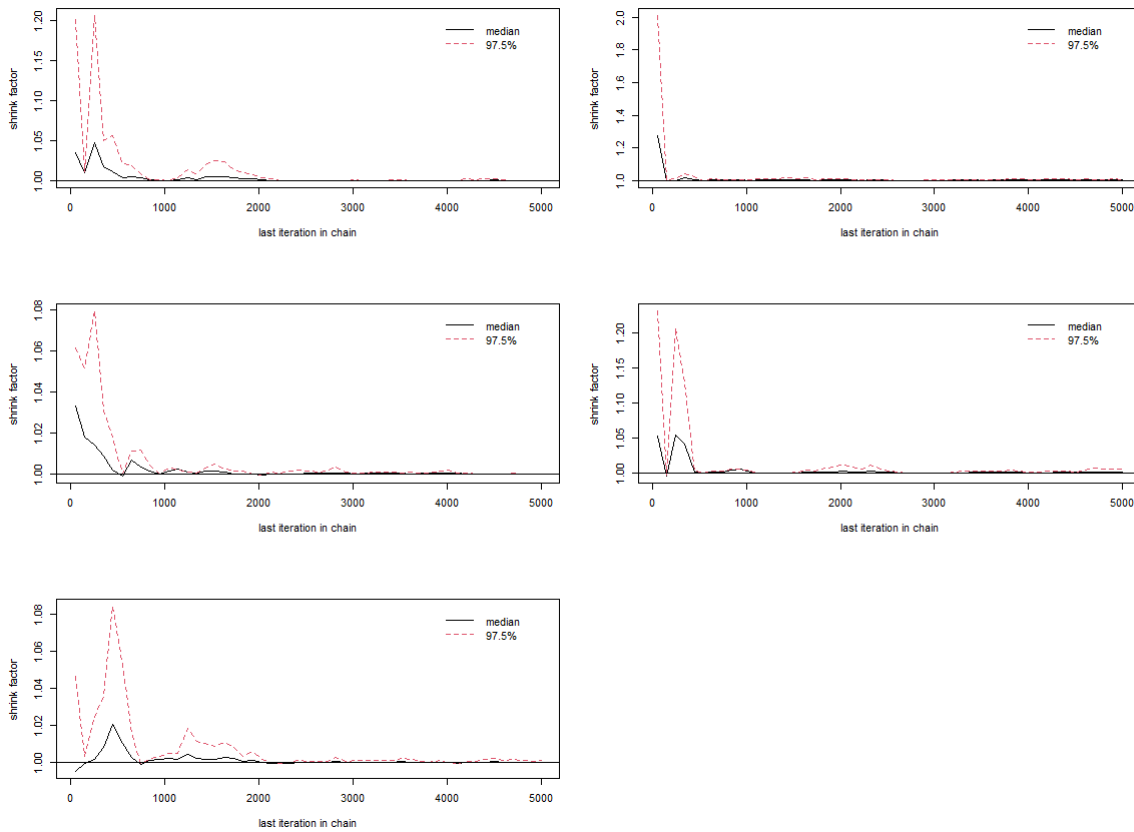 shrink factor
1.00 1.05 1.10 1.15 1.20
median
97.5%
0 1000 2000 3000 4000 5000
last iteration in chain
shrink factor
1.0 1.2 1.4 1.6 1.8 2.0
median
97.5%
0 1000 2000 3000 4000 5000
last iteration in chain
shrink factor
1.00 1.02 1.04 1.06 1.08
median
97.5%
0 1000 2000 3000 4000 5000
last iteration in chain
shrink factor
1.00 1.05 1.10 1.15 1.20
median
97.5%
0 1000 2000 3000 4000 5000
last iteration in chain
shrink factor
1.00 1.02 1.04 1.06 1.08
median
97.5%
0 1000 2000 3000 4000 5000
last iteration in chain